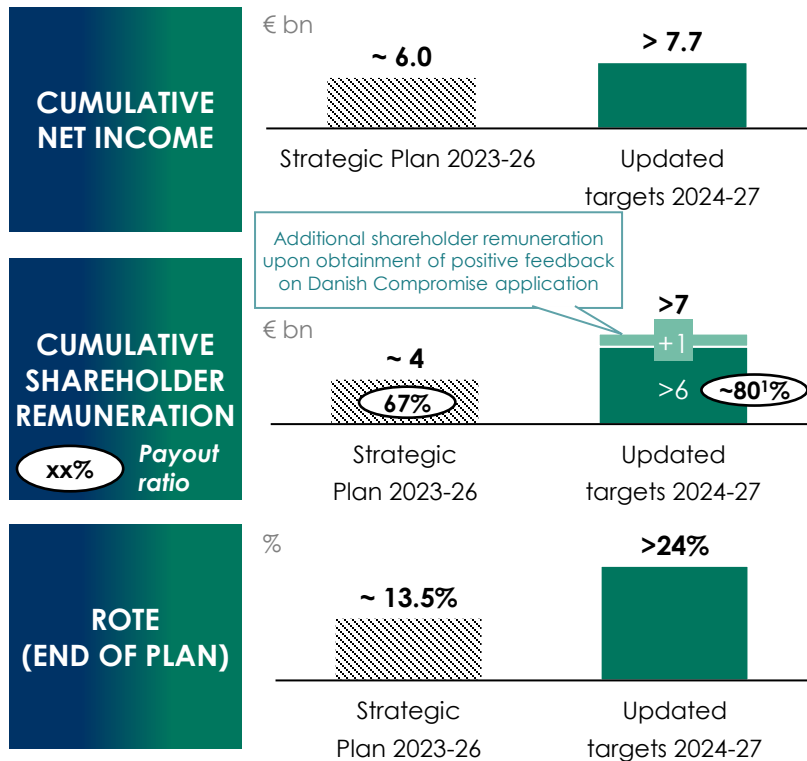 CUMULATIVE
NET INCOME
€ bn
~ 6.0
> 7.7
Strategic Plan 2023-26
Updated
targets 2024-27
Additional shareholder remuneration
upon obtainment of positive feedback
on Danish Compromise application
CUMULATIVE
SHAREHOLDER
REMUNERATION
xx%
Payout
ratio
€ bn
~ 4
67%
>7
+1
>6
~80¹%
Strategic
Plan 2023-26
Updated
targets 2024-27
ROTE
(END OF PLAN)
%
~ 13.5%
>24%
Strategic
Plan 2023-26
Updated
targets 2024-27